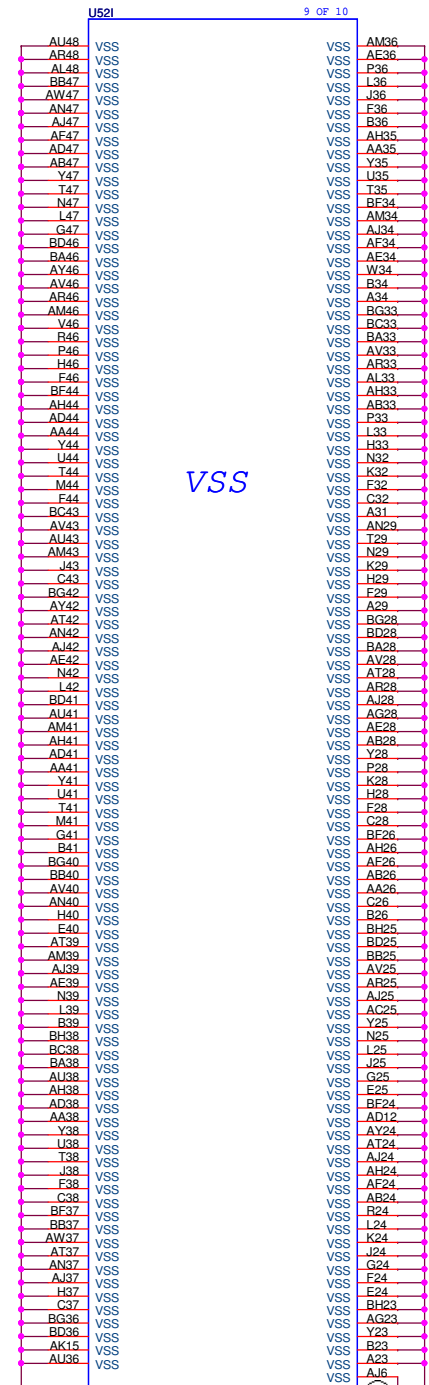 U52I 9 OF 10
AU48 VSS VSS AM36
AR48 VSS VSS AE36
AL48 VSS VSS P36
BB47 VSS VSS L36
AW47 VSS VSS J36
AN47 VSS VSS F36
AJ47 VSS VSS B36
AF47 VSS VSS AH35
AD47 VSS VSS AA35
AB47 VSS VSS Y35
Y47 VSS VSS U35
T47 VSS VSS T35
N47 VSS VSS BF34
L47 VSS VSS AM34
G47 VSS VSS AJ34
BD46 VSS VSS AF34
BA46 VSS VSS AE34
AY46 VSS VSS W34
AV46 VSS VSS B34
AR46 VSS VSS A34
AM46 VSS VSS BG33
V46 VSS VSS BC33
R46 VSS VSS BA33
P46 VSS VSS AV33
H46 VSS VSS AR33
F46 VSS VSS AL33
BF44 VSS VSS AH33
AH44 VSS VSS AB33
AD44 VSS VSS P33
AA44 VSS VSS L33
Y44 VSS VSS H33
U44 VSS VSS N32
T44 VSS VSS K32
VSS
M44 VSS VSS F32
F44 VSS VSS C32
BC43 VSS VSS A31
AV43 VSS VSS AN29
AU43 VSS VSS T29
AM43 VSS VSS N29
J43 VSS VSS K29
C43 VSS VSS H29
BG42 VSS VSS F29
AY42 VSS VSS A29
AT42 VSS VSS BG28
AN42 VSS VSS BD28
AJ42 VSS VSS BA28
AE42 VSS VSS AV28
N42 VSS VSS AT28
L42 VSS VSS AR28
BD41 VSS VSS AJ28
AU41 VSS VSS AG28
AM41 VSS VSS AE28
AH41 VSS VSS AB28
AD41 VSS VSS Y28
AA41 VSS VSS P28
Y41 VSS VSS K28
U41 VSS VSS H28
T41 VSS VSS F28
M41 VSS VSS C28
G41 VSS VSS BF26
B41 VSS VSS AH26
BG40 VSS VSS AF26
BB40 VSS VSS AB26
AV40 VSS VSS AA26
AN40 VSS VSS C26
H40 VSS VSS B26
E40 VSS VSS BH25
AT39 VSS VSS BD25
AM39 VSS VSS BB25
AJ39 VSS VSS AV25
AE39 VSS VSS AR25
N39 VSS VSS AJ25
L39 VSS VSS AC25
B39 VSS VSS Y25
BH38 VSS VSS N25
BC38 VSS VSS L25
BA38 VSS VSS J25
AU38 VSS VSS G25
AH38 VSS VSS E25
AD38 VSS VSS BF24
AA38 VSS VSS AD12
Y38 VSS VSS AY24
U38 VSS VSS AT24
T38 VSS VSS AJ24
J38 VSS VSS AH24
F38 VSS VSS AF24
C38 VSS VSS AB24
BF37 VSS VSS R24
BB37 VSS VSS L24
AW37 VSS VSS K24
AT37 VSS VSS J24
AN37 VSS VSS G24
AJ37 VSS VSS F24
H37 VSS VSS E24
C37 VSS VSS BH23
BG36 VSS VSS AG23
BD36 VSS VSS Y23
AK15 VSS VSS B23
AU36 VSS VSS A23
VSS AJ6